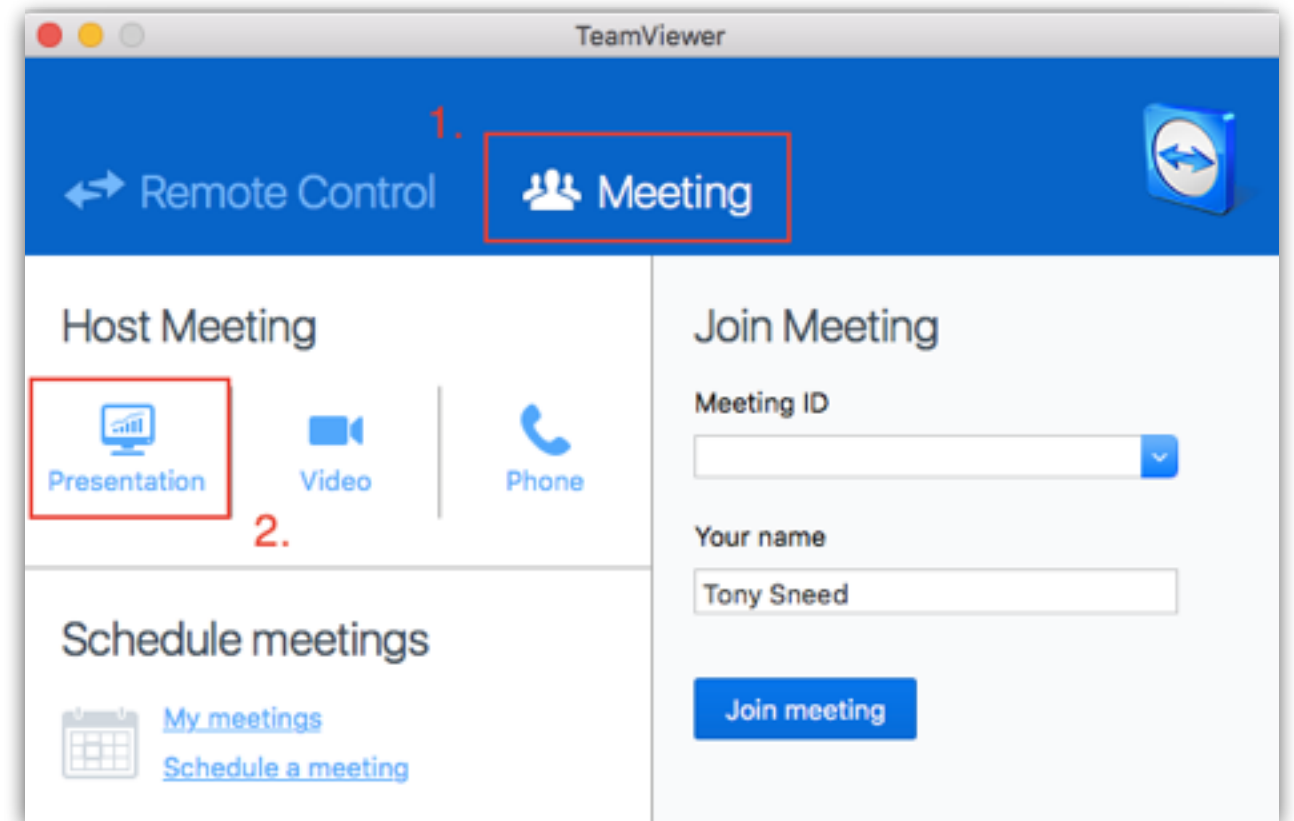 TeamViewer
1.
Remote Control
Meeting
Host Meeting
Presentation
Video
Phone
2.
Schedule meetings
My meetings
Schedule a meeting
Join Meeting
Meeting ID
Your name
Tony Sneed
Join meeting